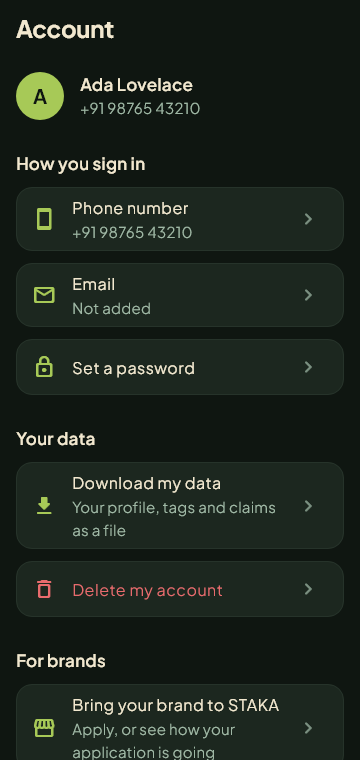 Account
A
Ada Lovelace
+91 98765 43210
How you sign in
Phone number
+91 98765 43210
Email
Not added
Set a password
Your data
Download my data
Your profile, tags and claims
as a file
Delete my account
For brands
Bring your brand to STAKA
Apply, or see how your
application is going